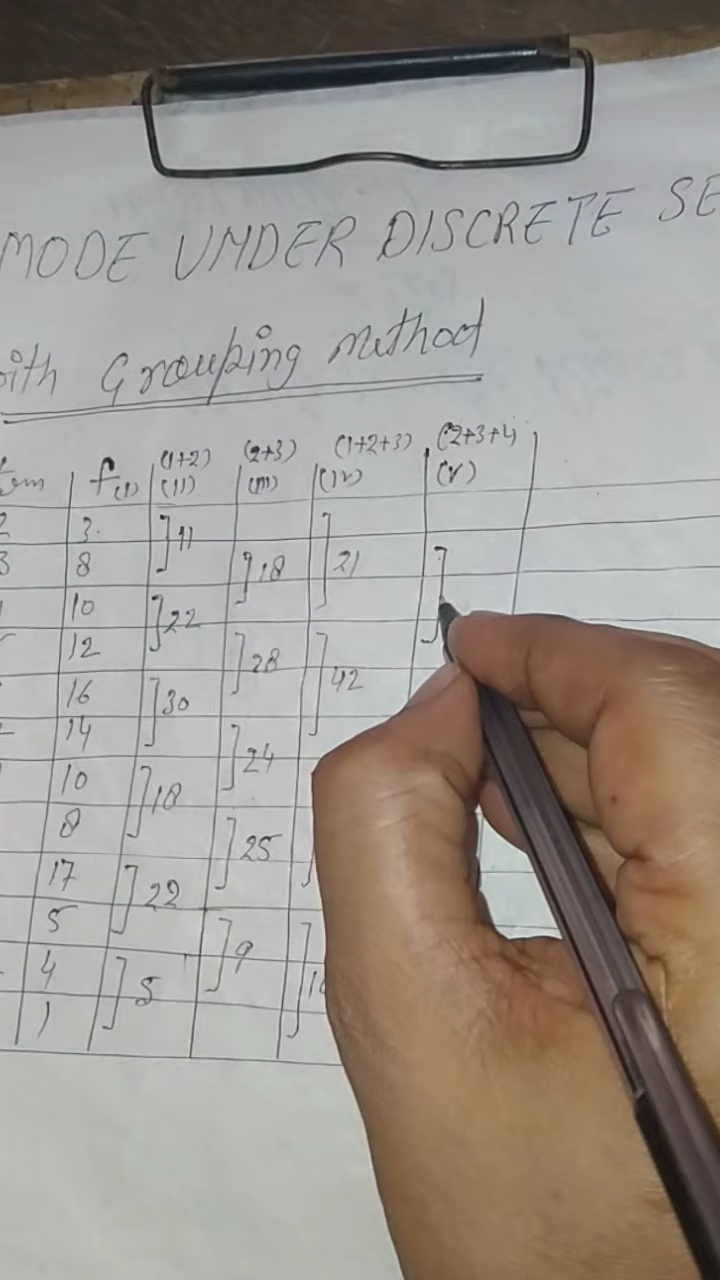 MODE UNDER DISCRETE SE
ith Grouping method
(1+2) (2+3) (1+2+3) (2+3+4)
f(I) (II) (III) (IV) (V)
3 11
8 18 21
10 22
12 28
16 30 42
14 24
10 18
8 25
17 22
5 9
4 5
1